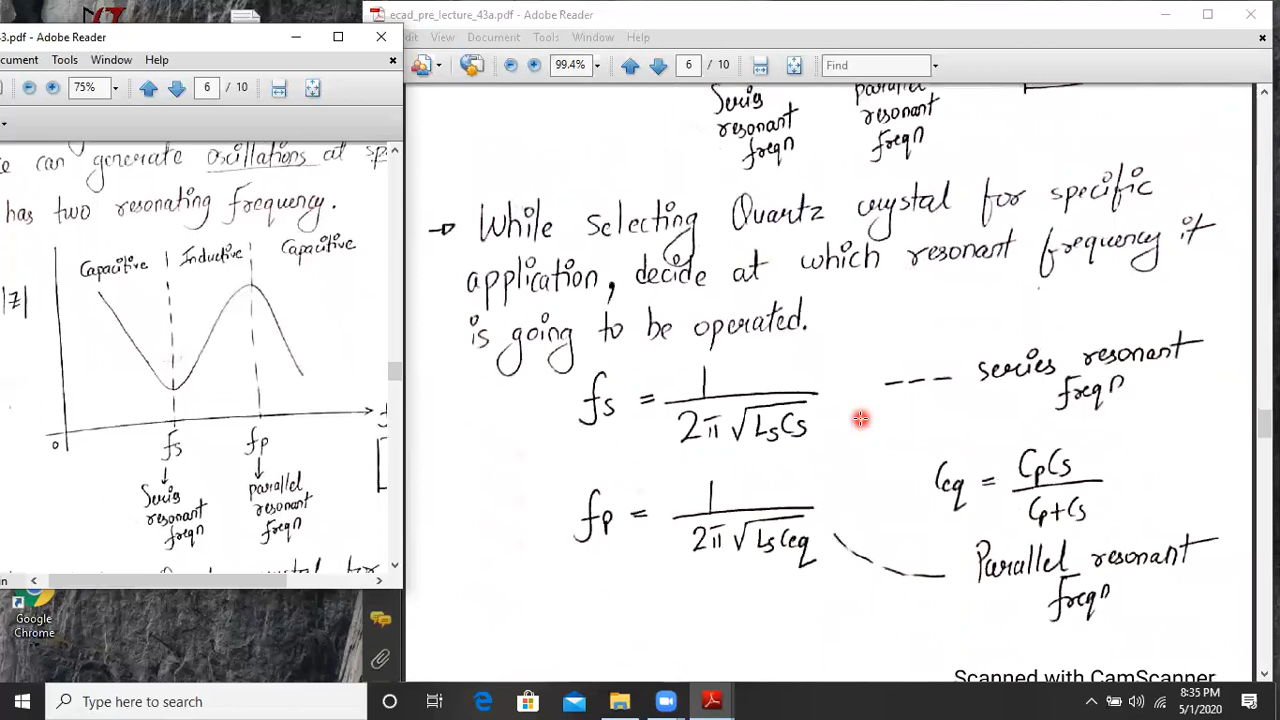 3.pdf - Adobe Reader
ocument Tools Window Help
75% 6 / 10
ce can generate oscillations at sp
has two resonating frequency.
Capacitive Inductive Capacitive
|Z|
0 fs fp
Series resonant freqn
parallel resonant freqn
in
Google Chrome
ecad_pre_lecture_43a.pdf - Adobe Reader
Edit View Document Tools Window Help
6 / 10 99.4% Find
Series resonant freqn
parallel resonant freqn
→ While selecting Quartz crystal for specific
application, decide at which resonant frequency it
is going to be operated.
fs = 1 / 2π √LsCs --- series resonant freqn
fp = 1 / 2π √LsCeq
Ceq = CpCs / Cp+Cs
Parallel resonant freqn
Scanned with CamScanner
Type here to search
8:35 PM
5/1/2020